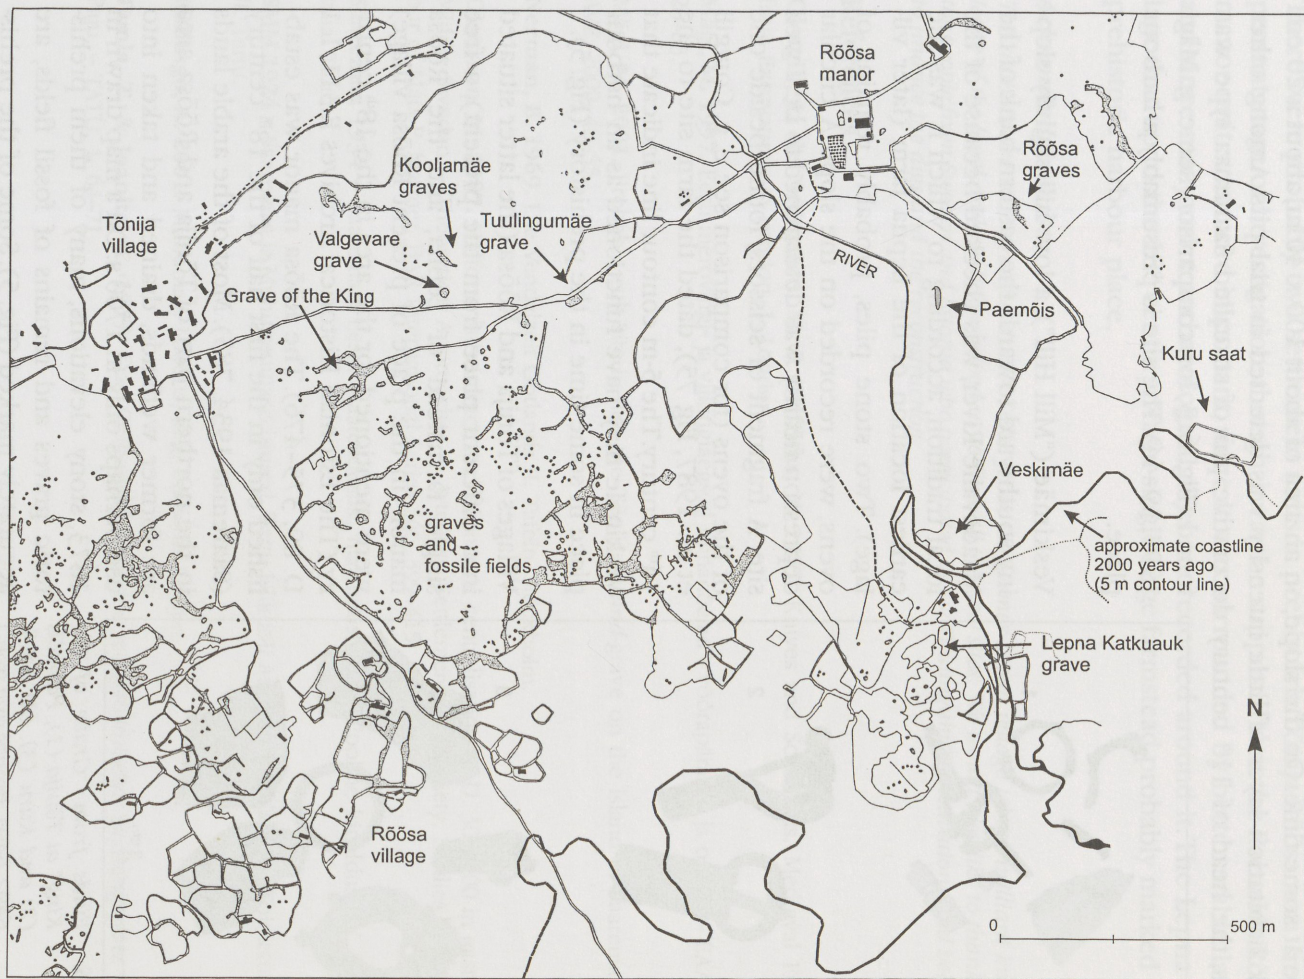 Rõõsa
manor
Kooljamäe
graves
Rõõsa
graves
Tõnija
village
Valgevare
grave
Tuulingumäe
grave
RIVER
Grave of the King
Paemõis
Kuru saat
Veskimäe
graves
and
fossile fields
approximate coastline
2000 years ago
(5 m contour line)
Lepna Katkuauk
grave
N
Rõõsa
village
0
500 m